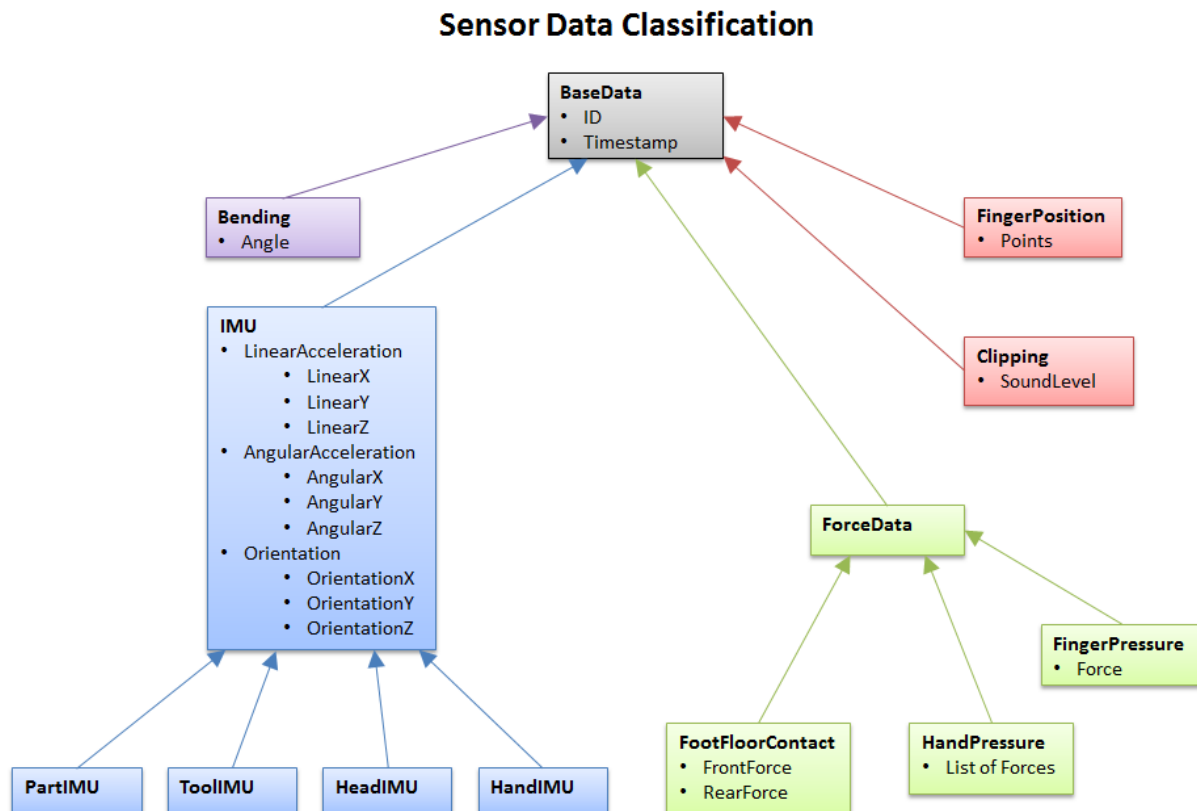 Sensor Data Classification
BaseData
• ID
• Timestamp
Bending
• Angle
FingerPosition
• Points
IMU
• LinearAcceleration
• LinearX
• LinearY
• LinearZ
• AngularAcceleration
• AngularX
• AngularY
• AngularZ
• Orientation
• OrientationX
• OrientationY
• OrientationZ
Clipping
• SoundLevel
ForceData
FingerPressure
• Force
FootFloorContact
• FrontForce
• RearForce
HandPressure
• List of Forces
PartIMU
ToolIMU
HeadIMU
HandIMU